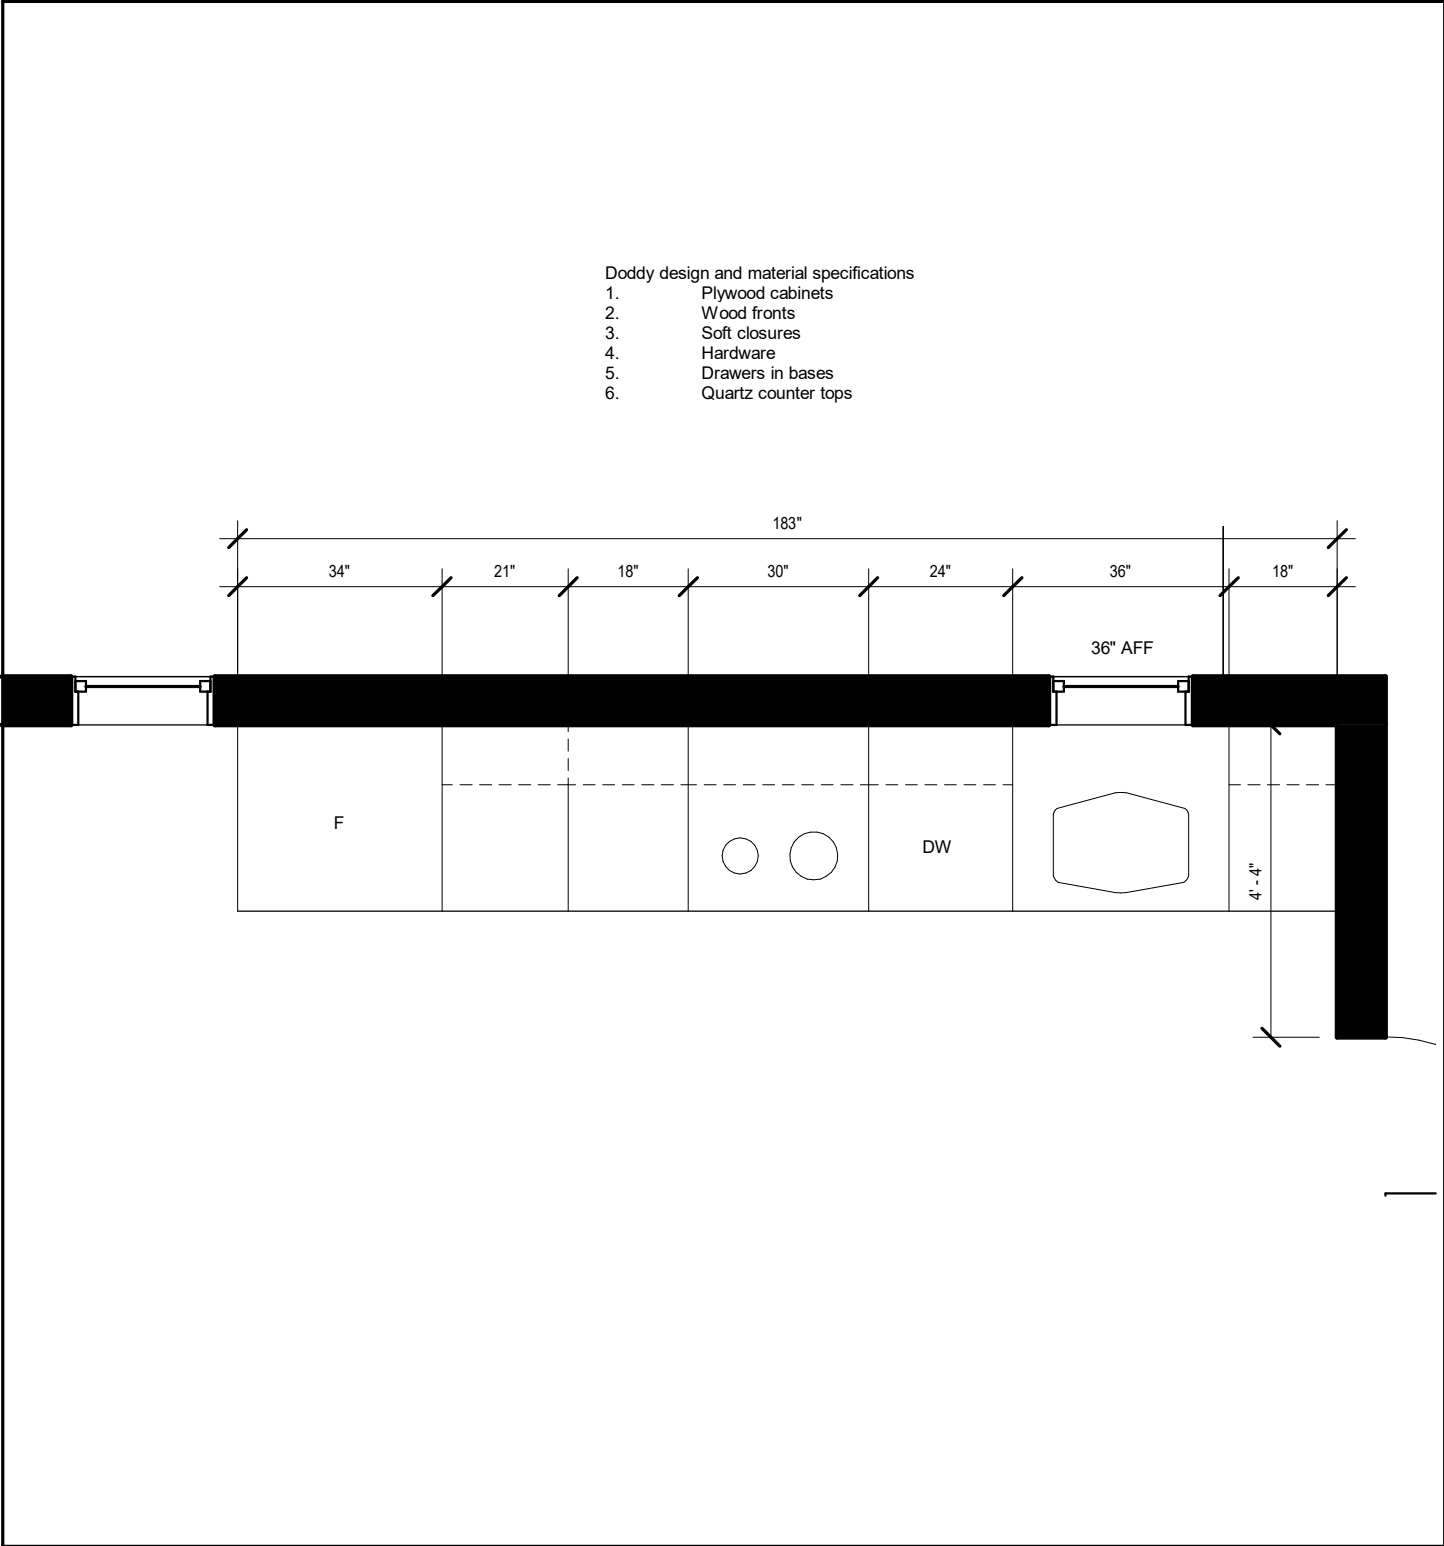 Doddy design and material specifications
1. Plywood cabinets
2. Wood fronts
3. Soft closures
4. Hardware
5. Drawers in bases
6. Quartz counter tops
183"
34" 21" 18" 30" 24" 36" 18"
36" AFF
F
DW
4' - 4"